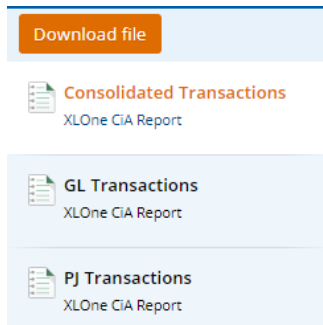 Download file
Consolidated Transactions
XLOne CiA Report
GL Transactions
XLOne CiA Report
PJ Transactions
XLOne CiA Report